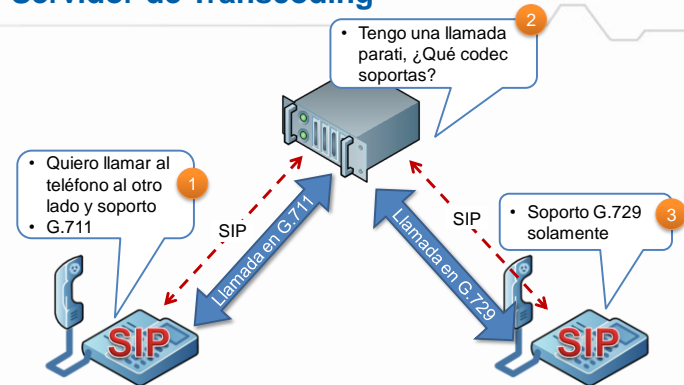 Servidor de Transcoding
2
• Tengo una llamada
parati, ¿Qué codec
soportas?
• Quiero llamar al
teléfono al otro
lado y soporto
• G.711
1
SIP
Llamada en G.711
Llamada en G.729
SIP
• Soporto G.729
solamente
3
SIP
SIP